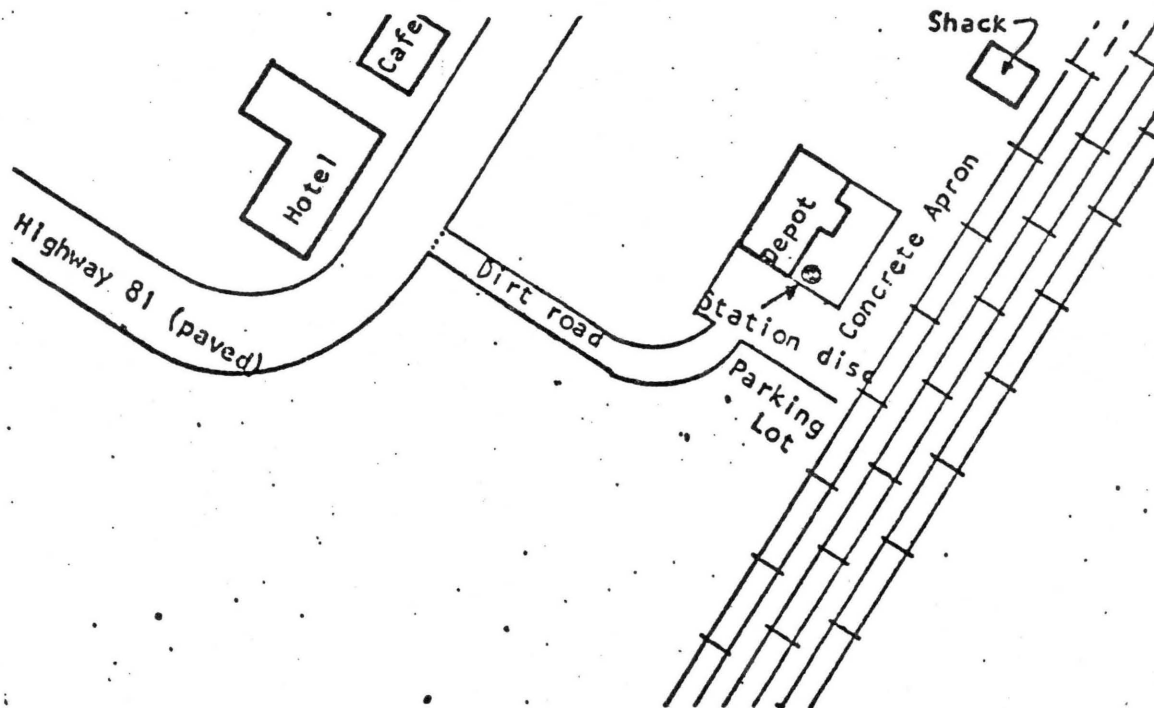 Shack
Cafe
Hotel
Highway 81 (paved)
Dirt road
Depot
Station disc
Concrete Apron
Parking
Lot